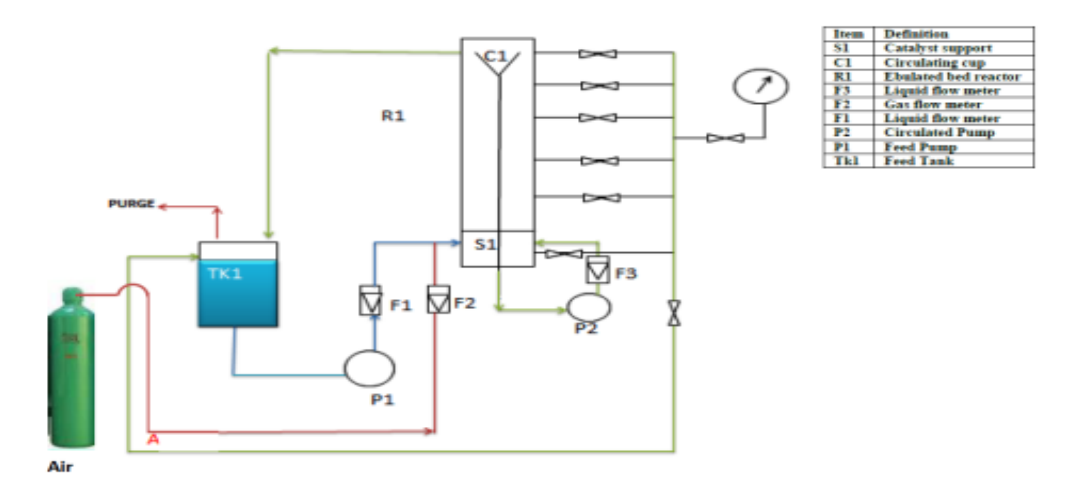 C1
R1
PURGE
S1
TK1
F3
F1
F2
P2
P1
A
Air
Item Definition
S1 Catalyst support
C1 Circulating cup
R1 Ebulated bed reactor
F3 Liquid flow meter
F2 Gas flow meter
F1 Liquid flow meter
P2 Circulated Pump
P1 Feed Pump
Tk1 Feed Tank